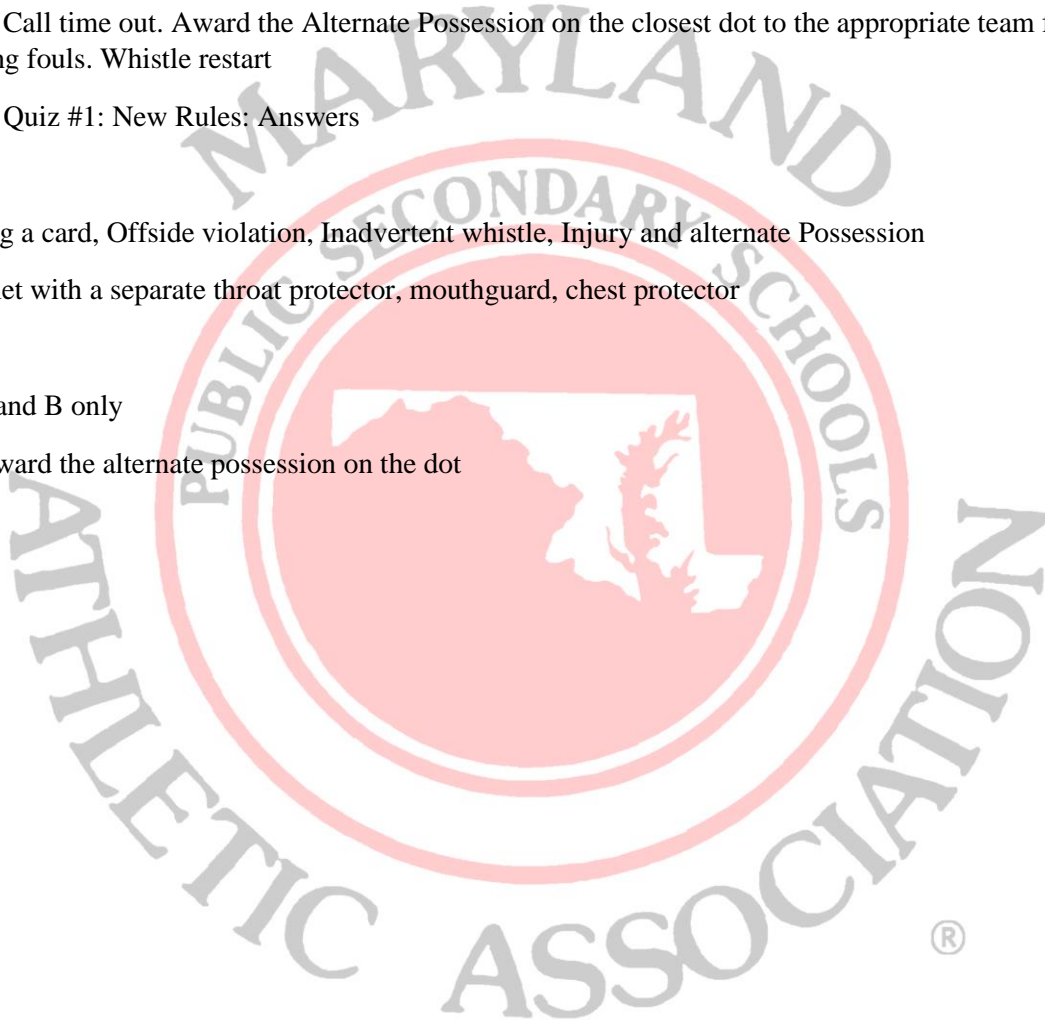 Call time out. Award the Alternate Possession on the closest dot to the appropriate team
ng fouls. Whistle restart
Quiz #1: New Rules: Answers
g a card, Offside violation, Inadvertent whistle, Injury and alternate Possession
et with a separate throat protector, mouthguard, chest protector
and B only
ward the alternate possession on the dot
MARYLAND
PUBLIC SECONDARY SCHOOLS
ATHLETIC ASSOCIATION
®